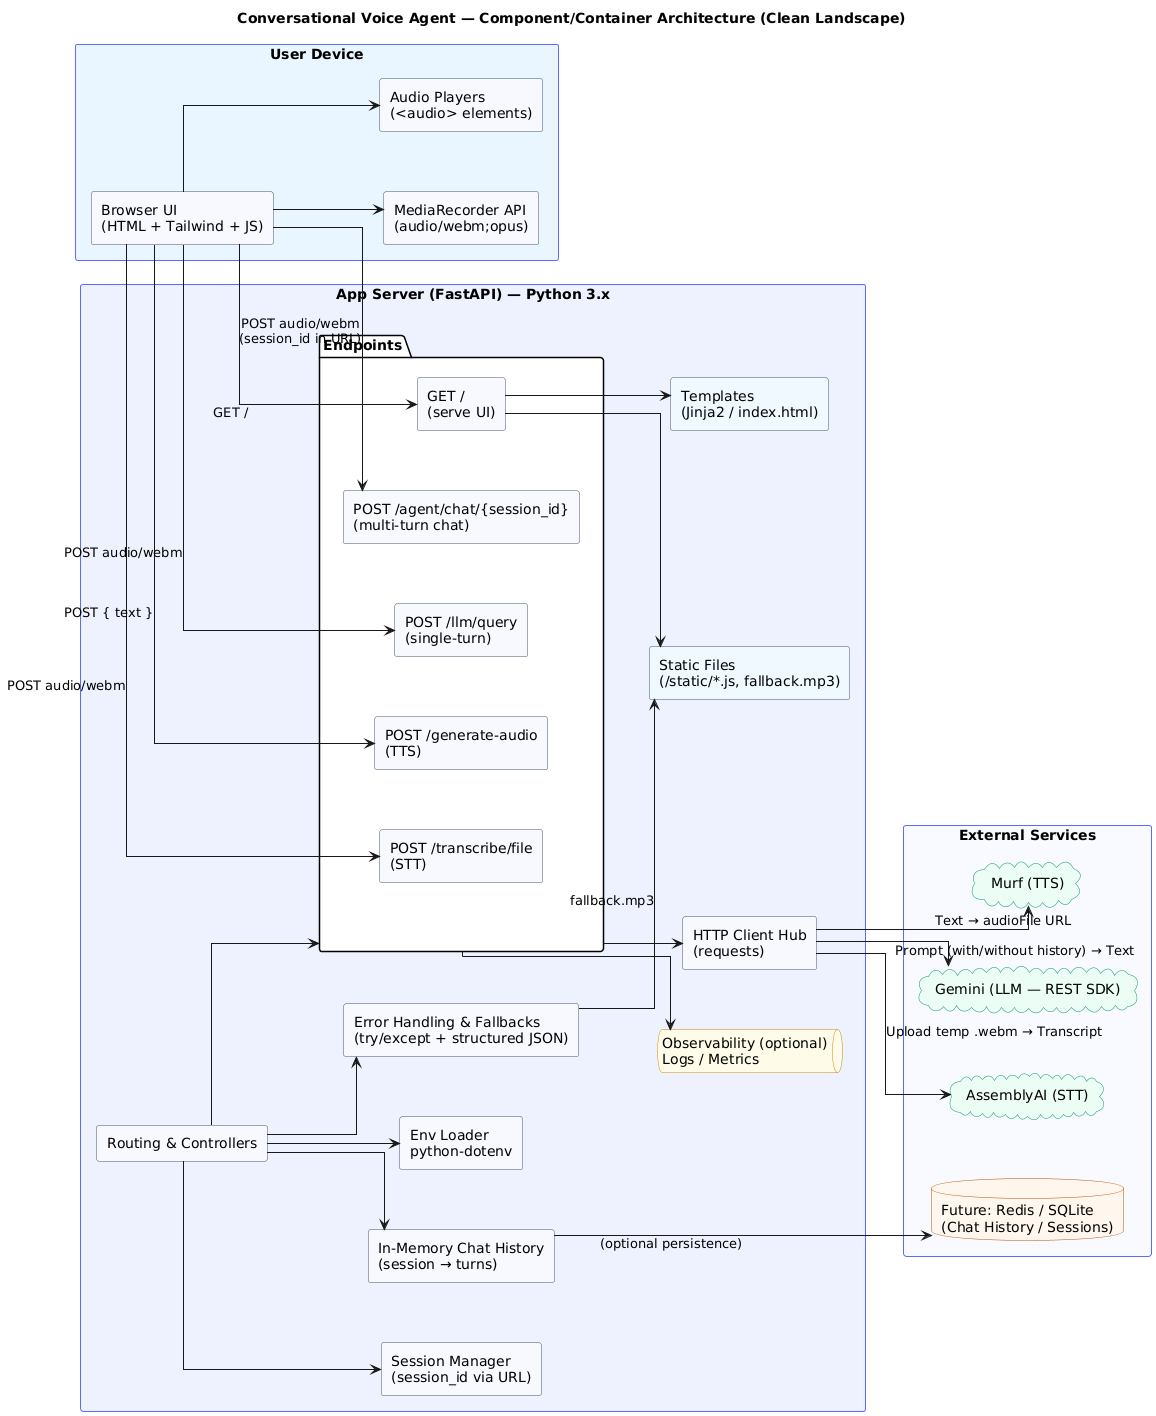 Conversational Voice Agent — Component/Container Architecture (Clean Landscape)
User Device
Audio Players
(<audio> elements)
Browser UI
(HTML + Tailwind + JS)
MediaRecorder API
(audio/webm;opus)
App Server (FastAPI) — Python 3.x
POST audio/webm
(session_id in URL)
Endpoints
GET /
(serve UI)
GET /
Templates
(Jinja2 / index.html)
POST /agent/chat/{session_id}
(multi-turn chat)
POST audio/webm
POST { text }
POST /llm/query
(single-turn)
Static Files
(/static/*.js, fallback.mp3)
POST audio/webm
POST /generate-audio
(TTS)
POST /transcribe/file
(STT)
fallback.mp3
HTTP Client Hub
(requests)
External Services
Murf (TTS)
Text → audioFile URL
Prompt (with/without history) → Text
Gemini (LLM — REST SDK)
Upload temp .webm → Transcript
AssemblyAI (STT)
Error Handling & Fallbacks
(try/except + structured JSON)
Observability (optional)
Logs / Metrics
Routing & Controllers
Env Loader
python-dotenv
Future: Redis / SQLite
(Chat History / Sessions)
In-Memory Chat History
(session → turns)
(optional persistence)
Session Manager
(session_id via URL)